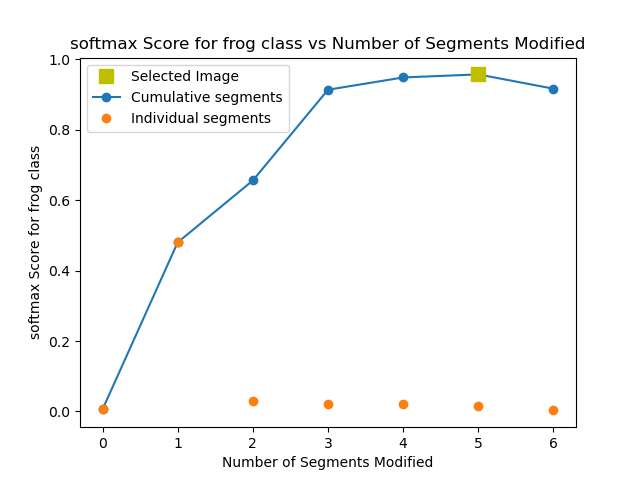 softmax Score for frog class vs Number of Segments Modified
1.0
0.8
0.6
0.4
0.2
0.0
softmax Score for frog class
Selected Image
Cumulative segments
Individual segments
0 1 2 3 4 5 6
Number of Segments Modified